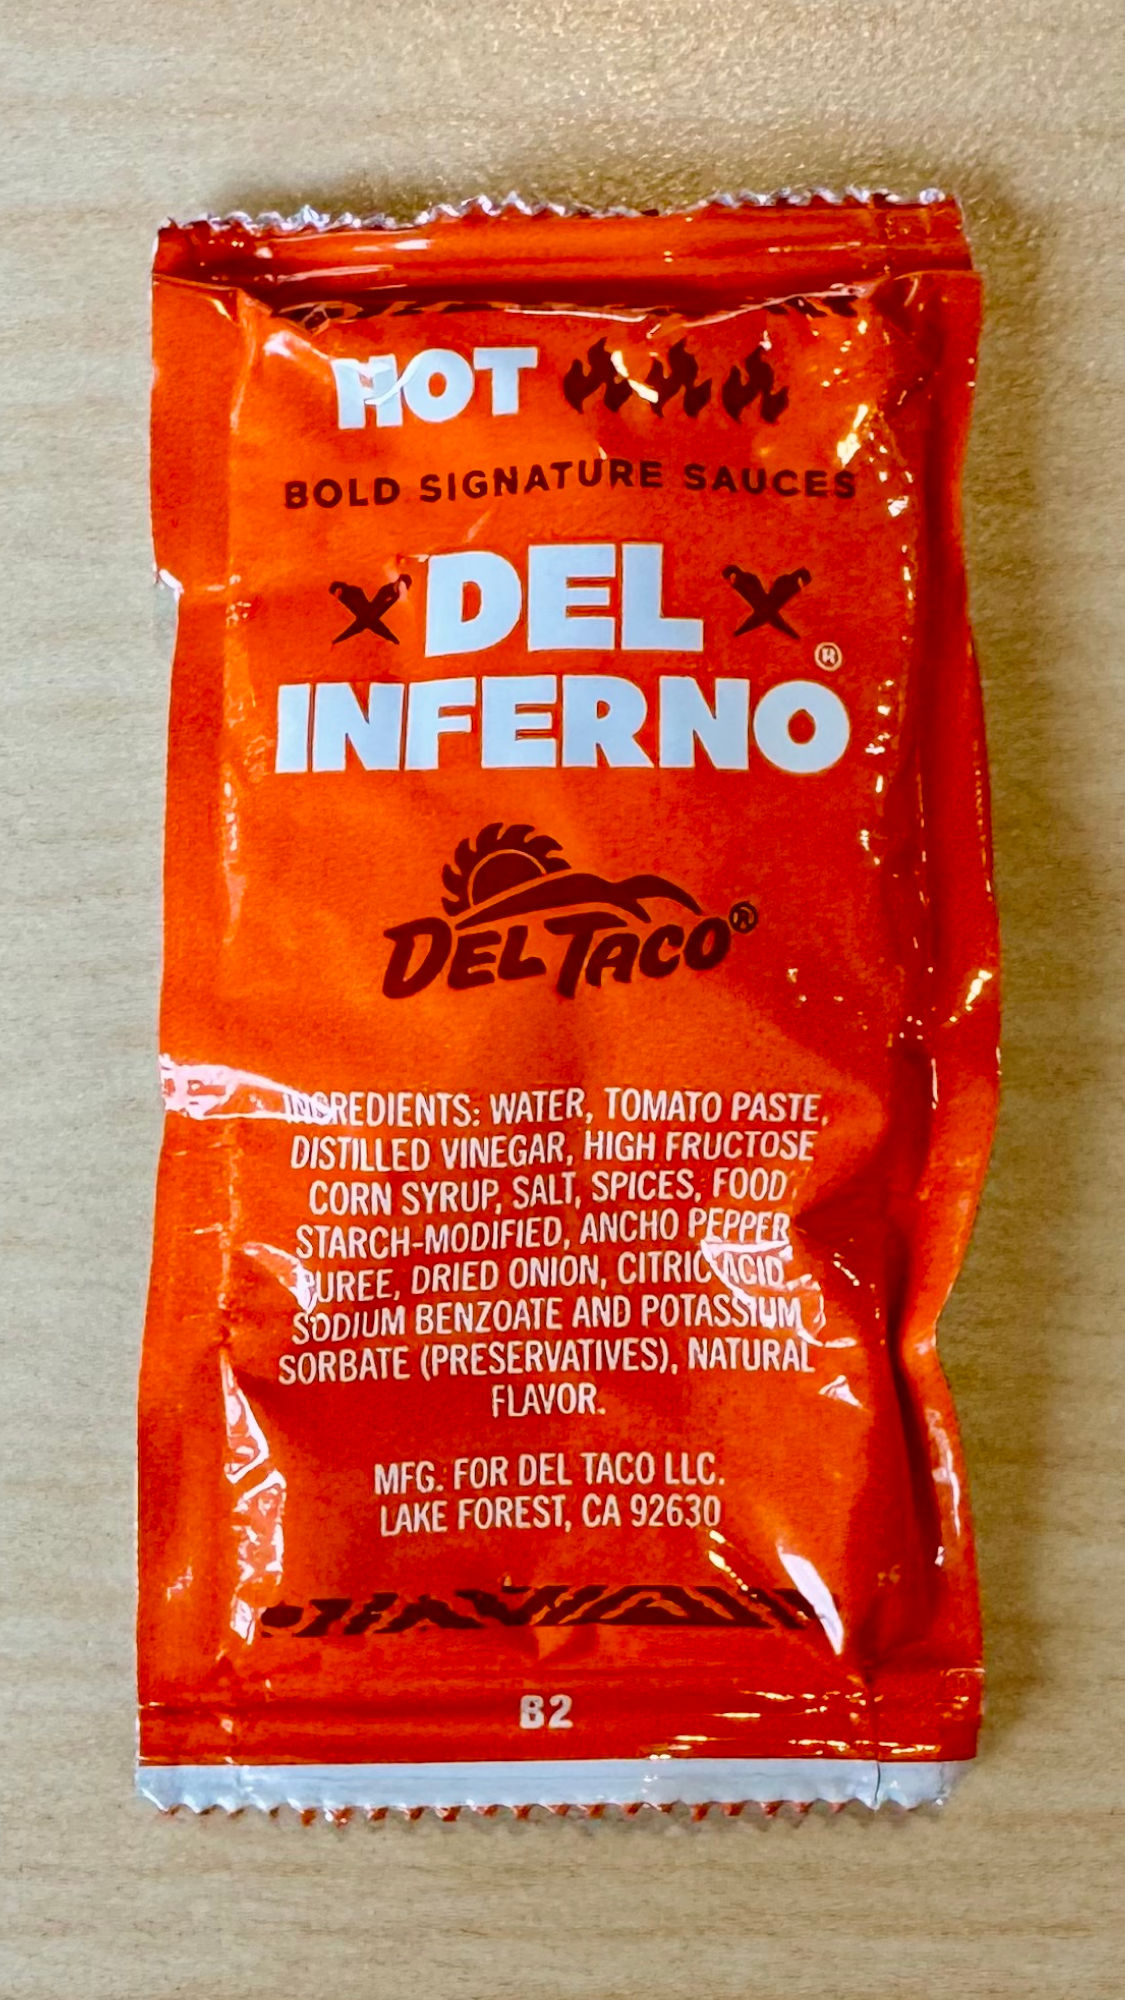 HOT
BOLD SIGNATURE SAUCES
DEL
INFERNO®
DEL TACO®
INGREDIENTS: WATER, TOMATO PASTE,
DISTILLED VINEGAR, HIGH FRUCTOSE
CORN SYRUP, SALT, SPICES, FOOD
STARCH-MODIFIED, ANCHO PEPPER
PUREE, DRIED ONION, CITRIC ACID,
SODIUM BENZOATE AND POTASSIUM
SORBATE (PRESERVATIVES), NATURAL
FLAVOR.
MFG. FOR DEL TACO LLC.
LAKE FOREST, CA 92630
B2